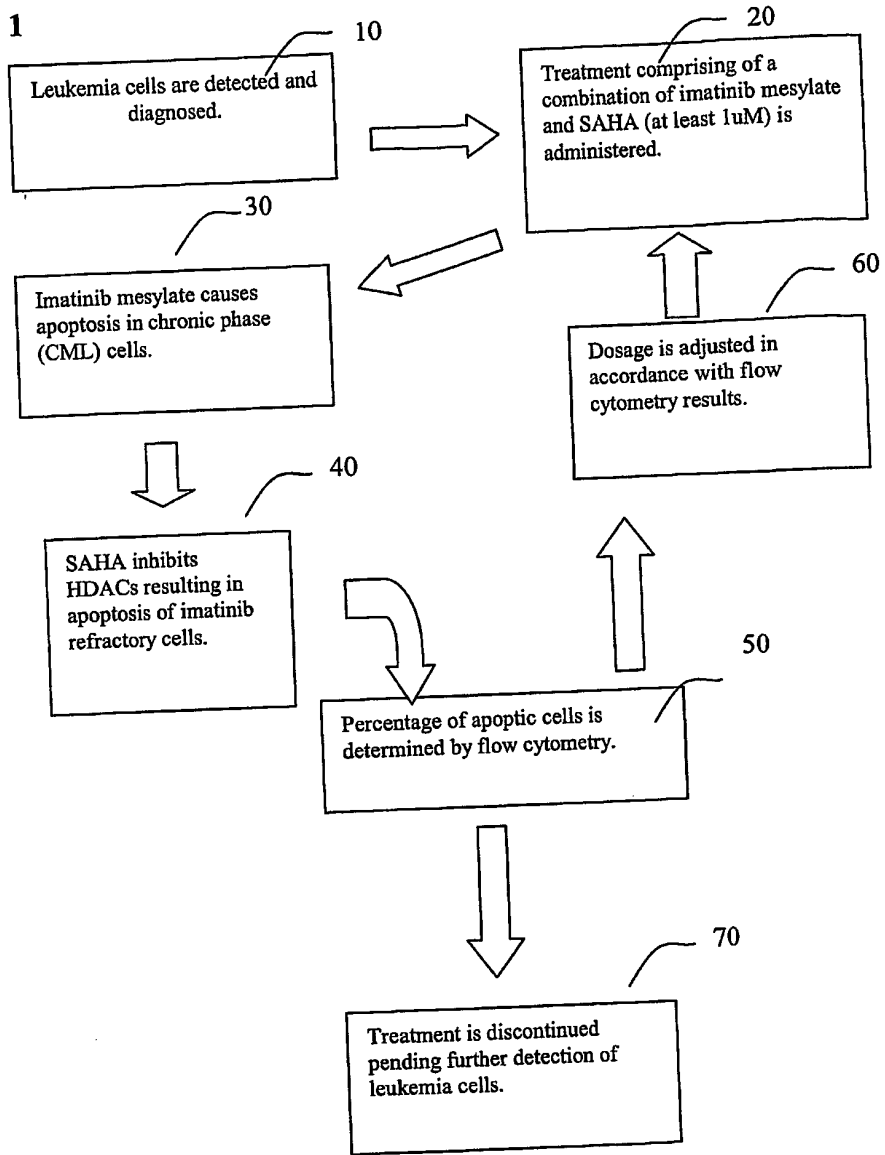 1
10
Leukemia cells are detected and
diagnosed.
20
Treatment comprising of a
combination of imatinib mesylate
and SAHA (at least 1uM) is
administered.
30
Imatinib mesylate causes
apoptosis in chronic phase
(CML) cells.
60
Dosage is adjusted in
accordance with flow
cytometry results.
40
SAHA inhibits
HDACs resulting in
apoptosis of imatinib
refractory cells.
50
Percentage of apoptic cells is
determined by flow cytometry.
70
Treatment is discontinued
pending further detection of
leukemia cells.